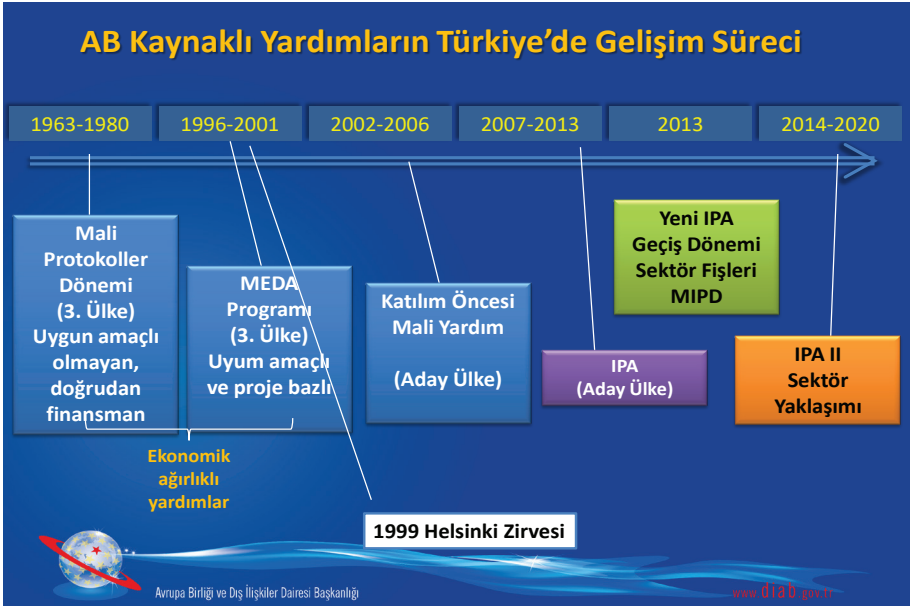 AB Kaynaklı Yardımların Türkiye’de Gelişim Süreci
1963-1980
1996-2001
2002-2006
2007-2013
2013
2014-2020
Mali
Protokoller
Dönemi
(3. Ülke)
Uygun amaçlı
olmayan,
doğrudan
finansman
MEDA
Programı
(3. Ülke)
Uyum amaçlı
ve proje bazlı
Ekonomik
ağırlıklı
yardımlar
Katılım Öncesi
Mali Yardım
(Aday Ülke)
IPA
(Aday Ülke)
Yeni IPA
Geçiş Dönemi
Sektör Fişleri
MIPD
IPA II
Sektör
Yaklaşımı
1999 Helsinki Zirvesi
Avrupa Birliği ve Dış İlişkiler Dairesi Başkanlığı
www.diab.gov.tr